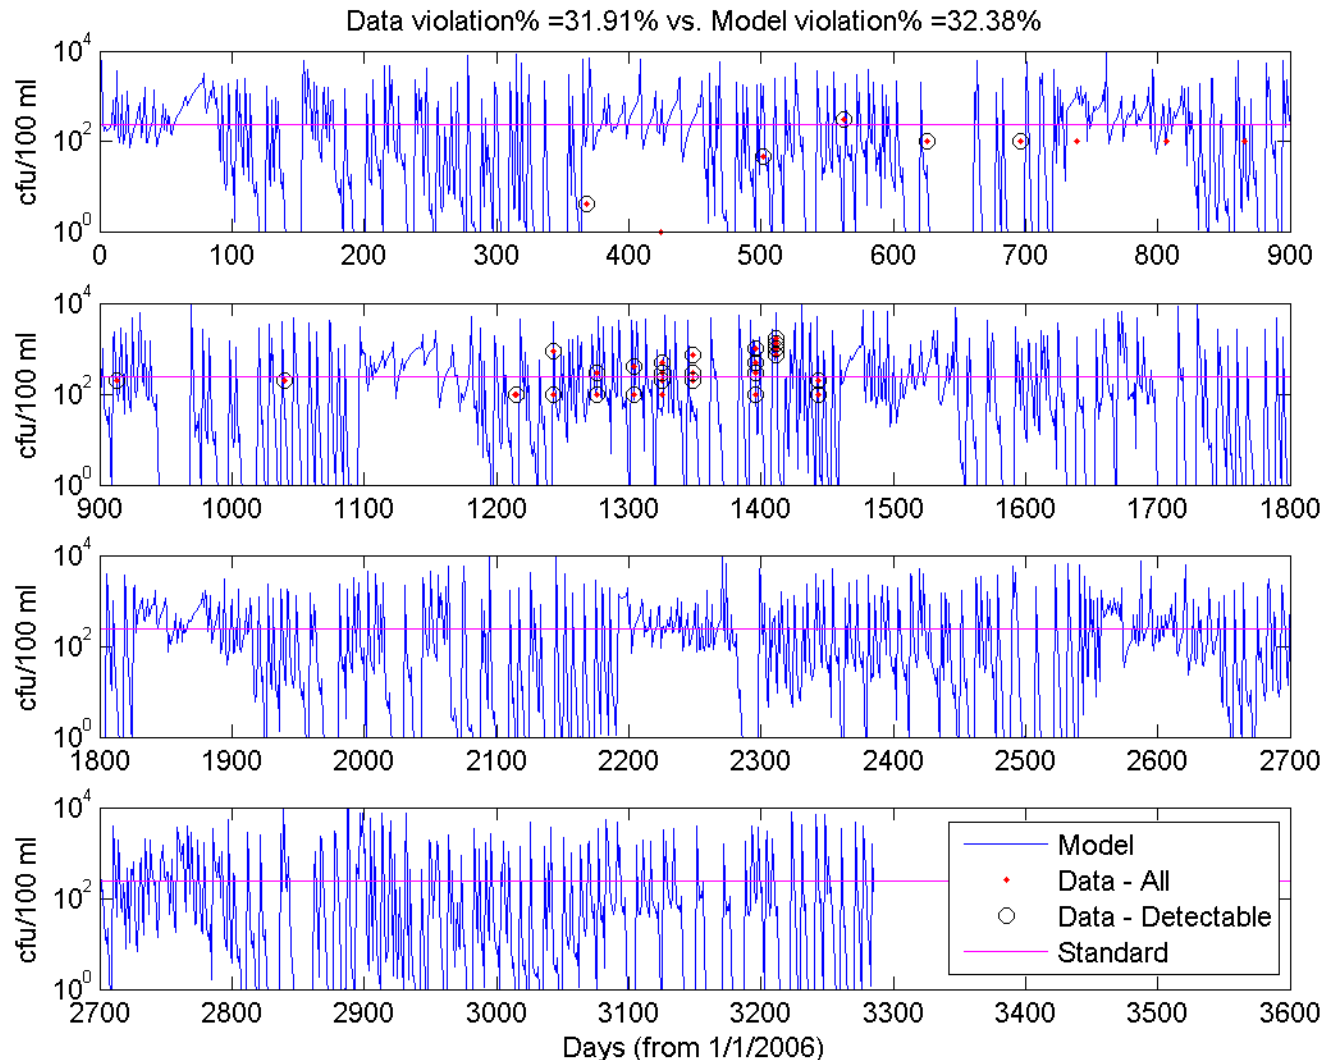 Data violation% =31.91% vs. Model violation% =32.38%
10^4
10^2
10^0
cfu/100 ml
0 100 200 300 400 500 600 700 800 900
10^4
10^2
10^0
cfu/100 ml
900 1000 1100 1200 1300 1400 1500 1600 1700 1800
10^4
10^2
10^0
cfu/100 ml
1800 1900 2000 2100 2200 2300 2400 2500 2600 2700
10^4
10^2
10^0
cfu/100 ml
Model
Data - All
Data - Detectable
Standard
2700 2800 2900 3000 3100 3200 3300 3400 3500 3600
Days (from 1/1/2006)